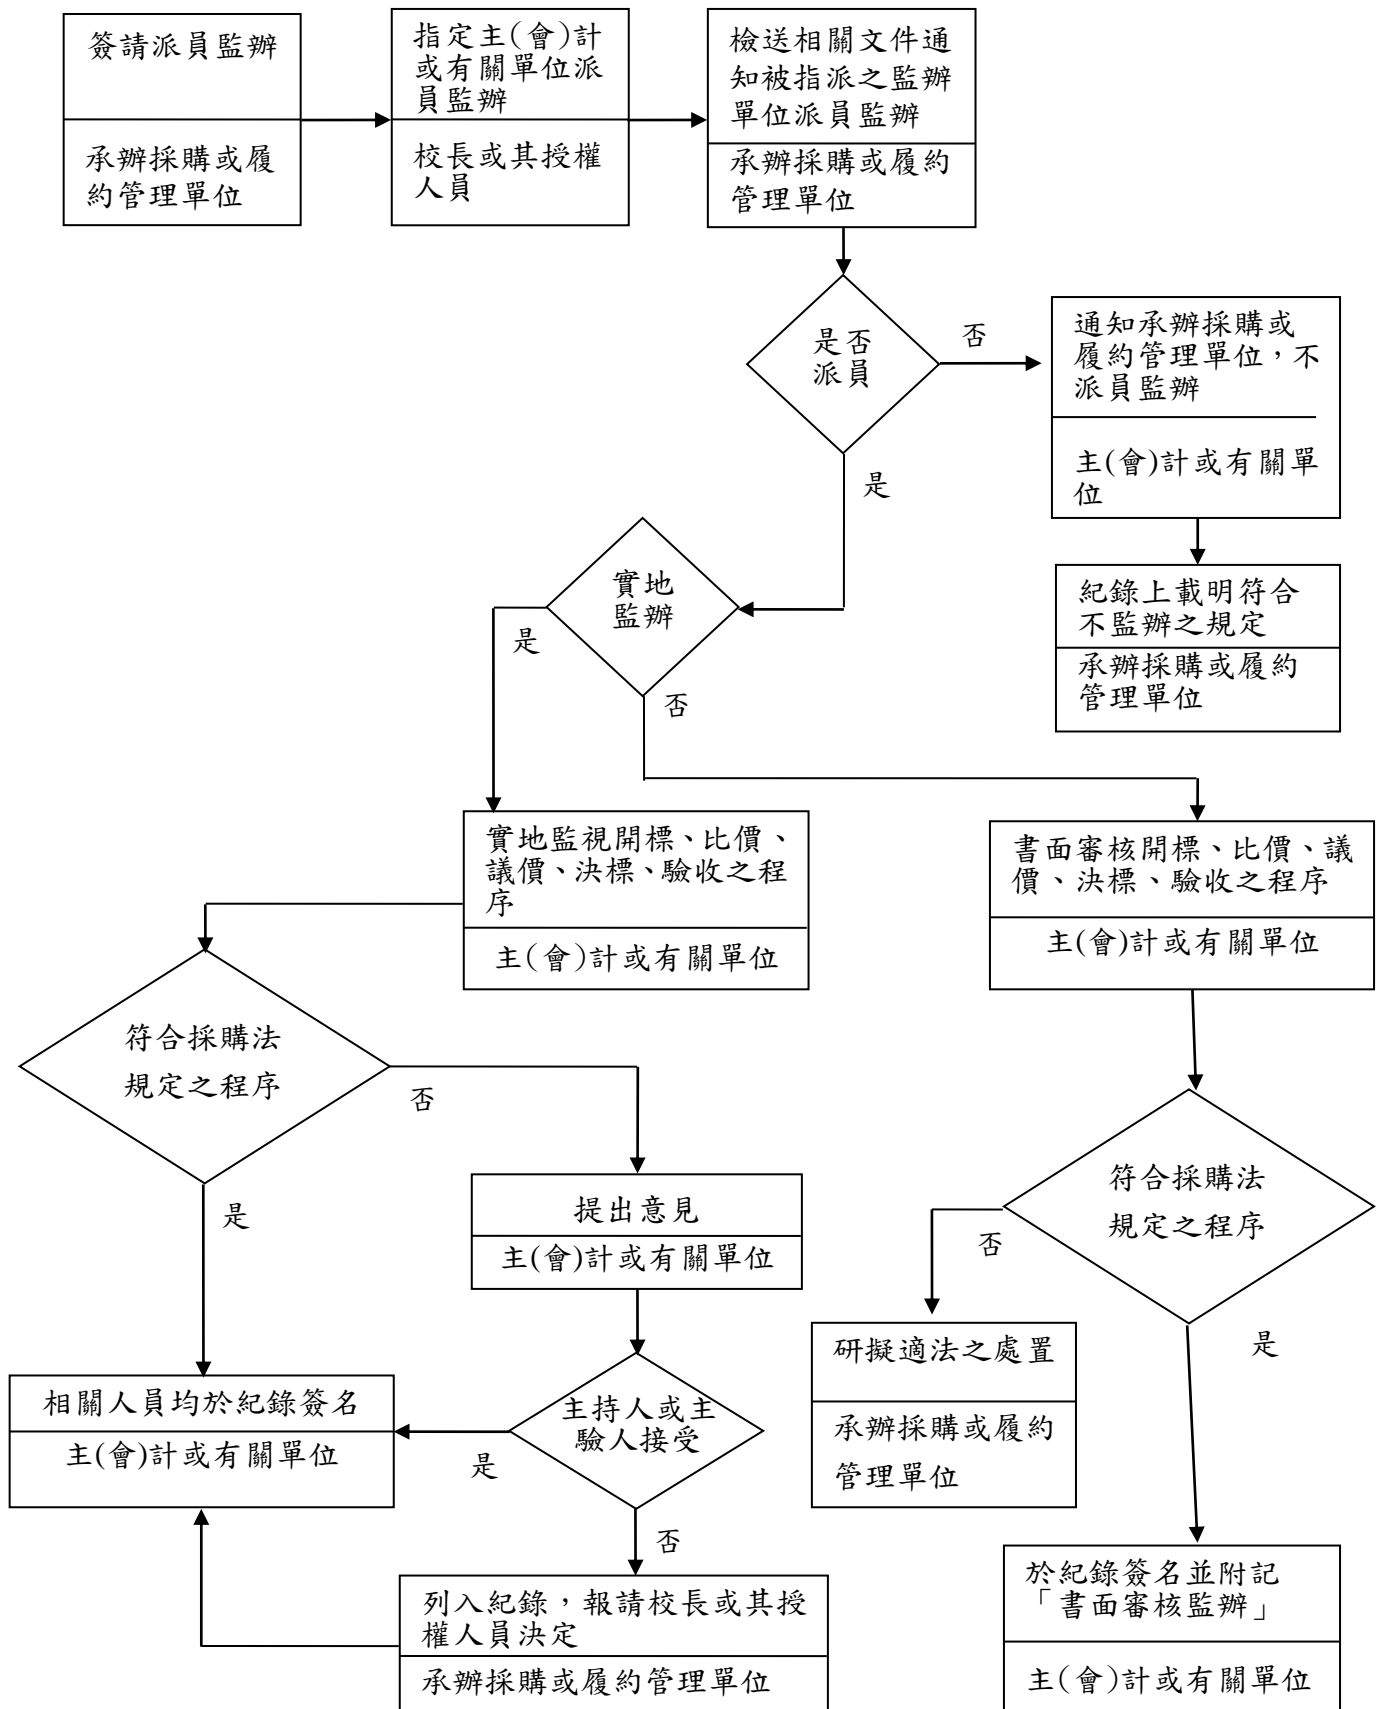 簽請派員監辦
承辦採購或履
約管理單位
指定主(會)計
或有關單位派
員監辦
校長或其授權
人員
檢送相關文件通
知被指派之監辦
單位派員監辦
承辦採購或履約
管理單位
是否
派員
否
是
通知承辦採購或
履約管理單位，不
派員監辦
主(會)計或有關單
位
紀錄上載明符合
不監辦之規定
承辦採購或履約
管理單位
實地
監辦
是
否
實地監視開標、比價、
議價、決標、驗收之程
序
主(會)計或有關單位
書面審核開標、比價、議
價、決標、驗收之程序
主(會)計或有關單位
符合採購法
規定之程序
否
是
提出意見
主(會)計或有關單位
符合採購法
規定之程序
否
是
研擬適法之處置
承辦採購或履約
管理單位
相關人員均於紀錄簽名
主(會)計或有關單位
主持人或主
驗人接受
是
否
列入紀錄，報請校長或其授
權人員決定
承辦採購或履約管理單位
於紀錄簽名並附記
「書面審核監辦」
主(會)計或有關單位